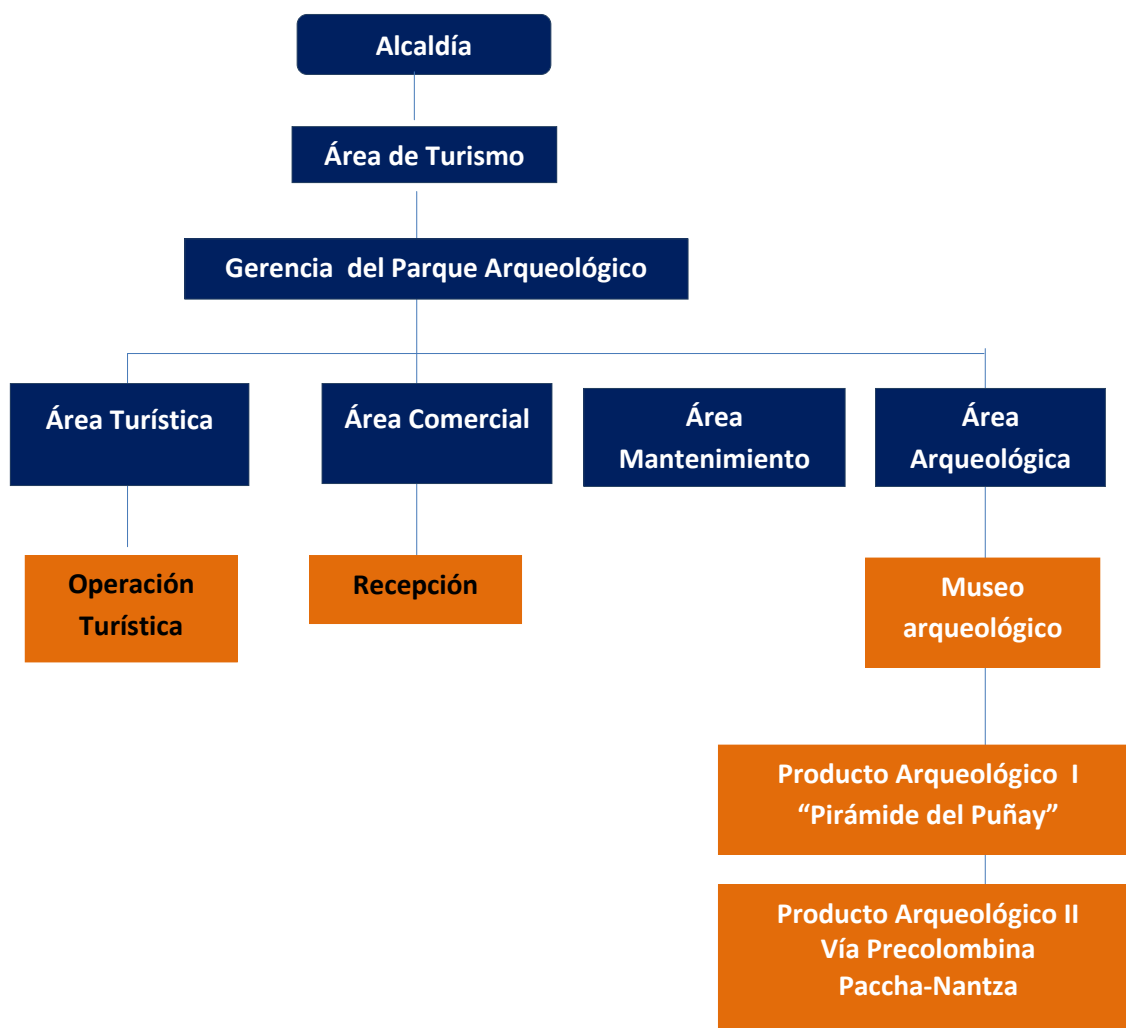 Alcaldía
Área de Turismo
Gerencia  del Parque Arqueológico
Área Turística
Área Comercial
Área
Mantenimiento
Área
Arqueológica
Operación
Turística
Recepción
Museo
arqueológico
Producto Arqueológico  I
“Pirámide del Puñay”
Producto Arqueológico II
Vía Precolombina
Paccha-Nantza